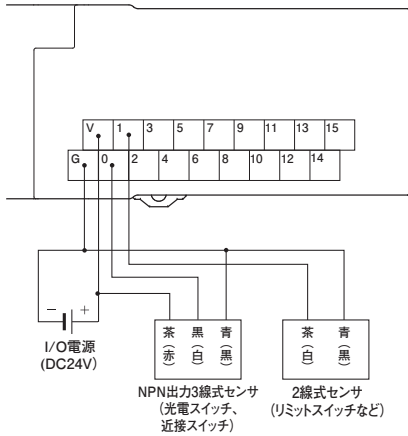 V 1 3 5 7 9 11 13 15
G 0 2 4 6 8 10 12 14
− +
I/O電源
(DC24V)
茶(赤) 黒(白) 青(黒)
NPN出力3線式センサ
(光電スイッチ、
近接スイッチ)
茶(白) 青(黒)
2線式センサ
(リミットスイッチなど)